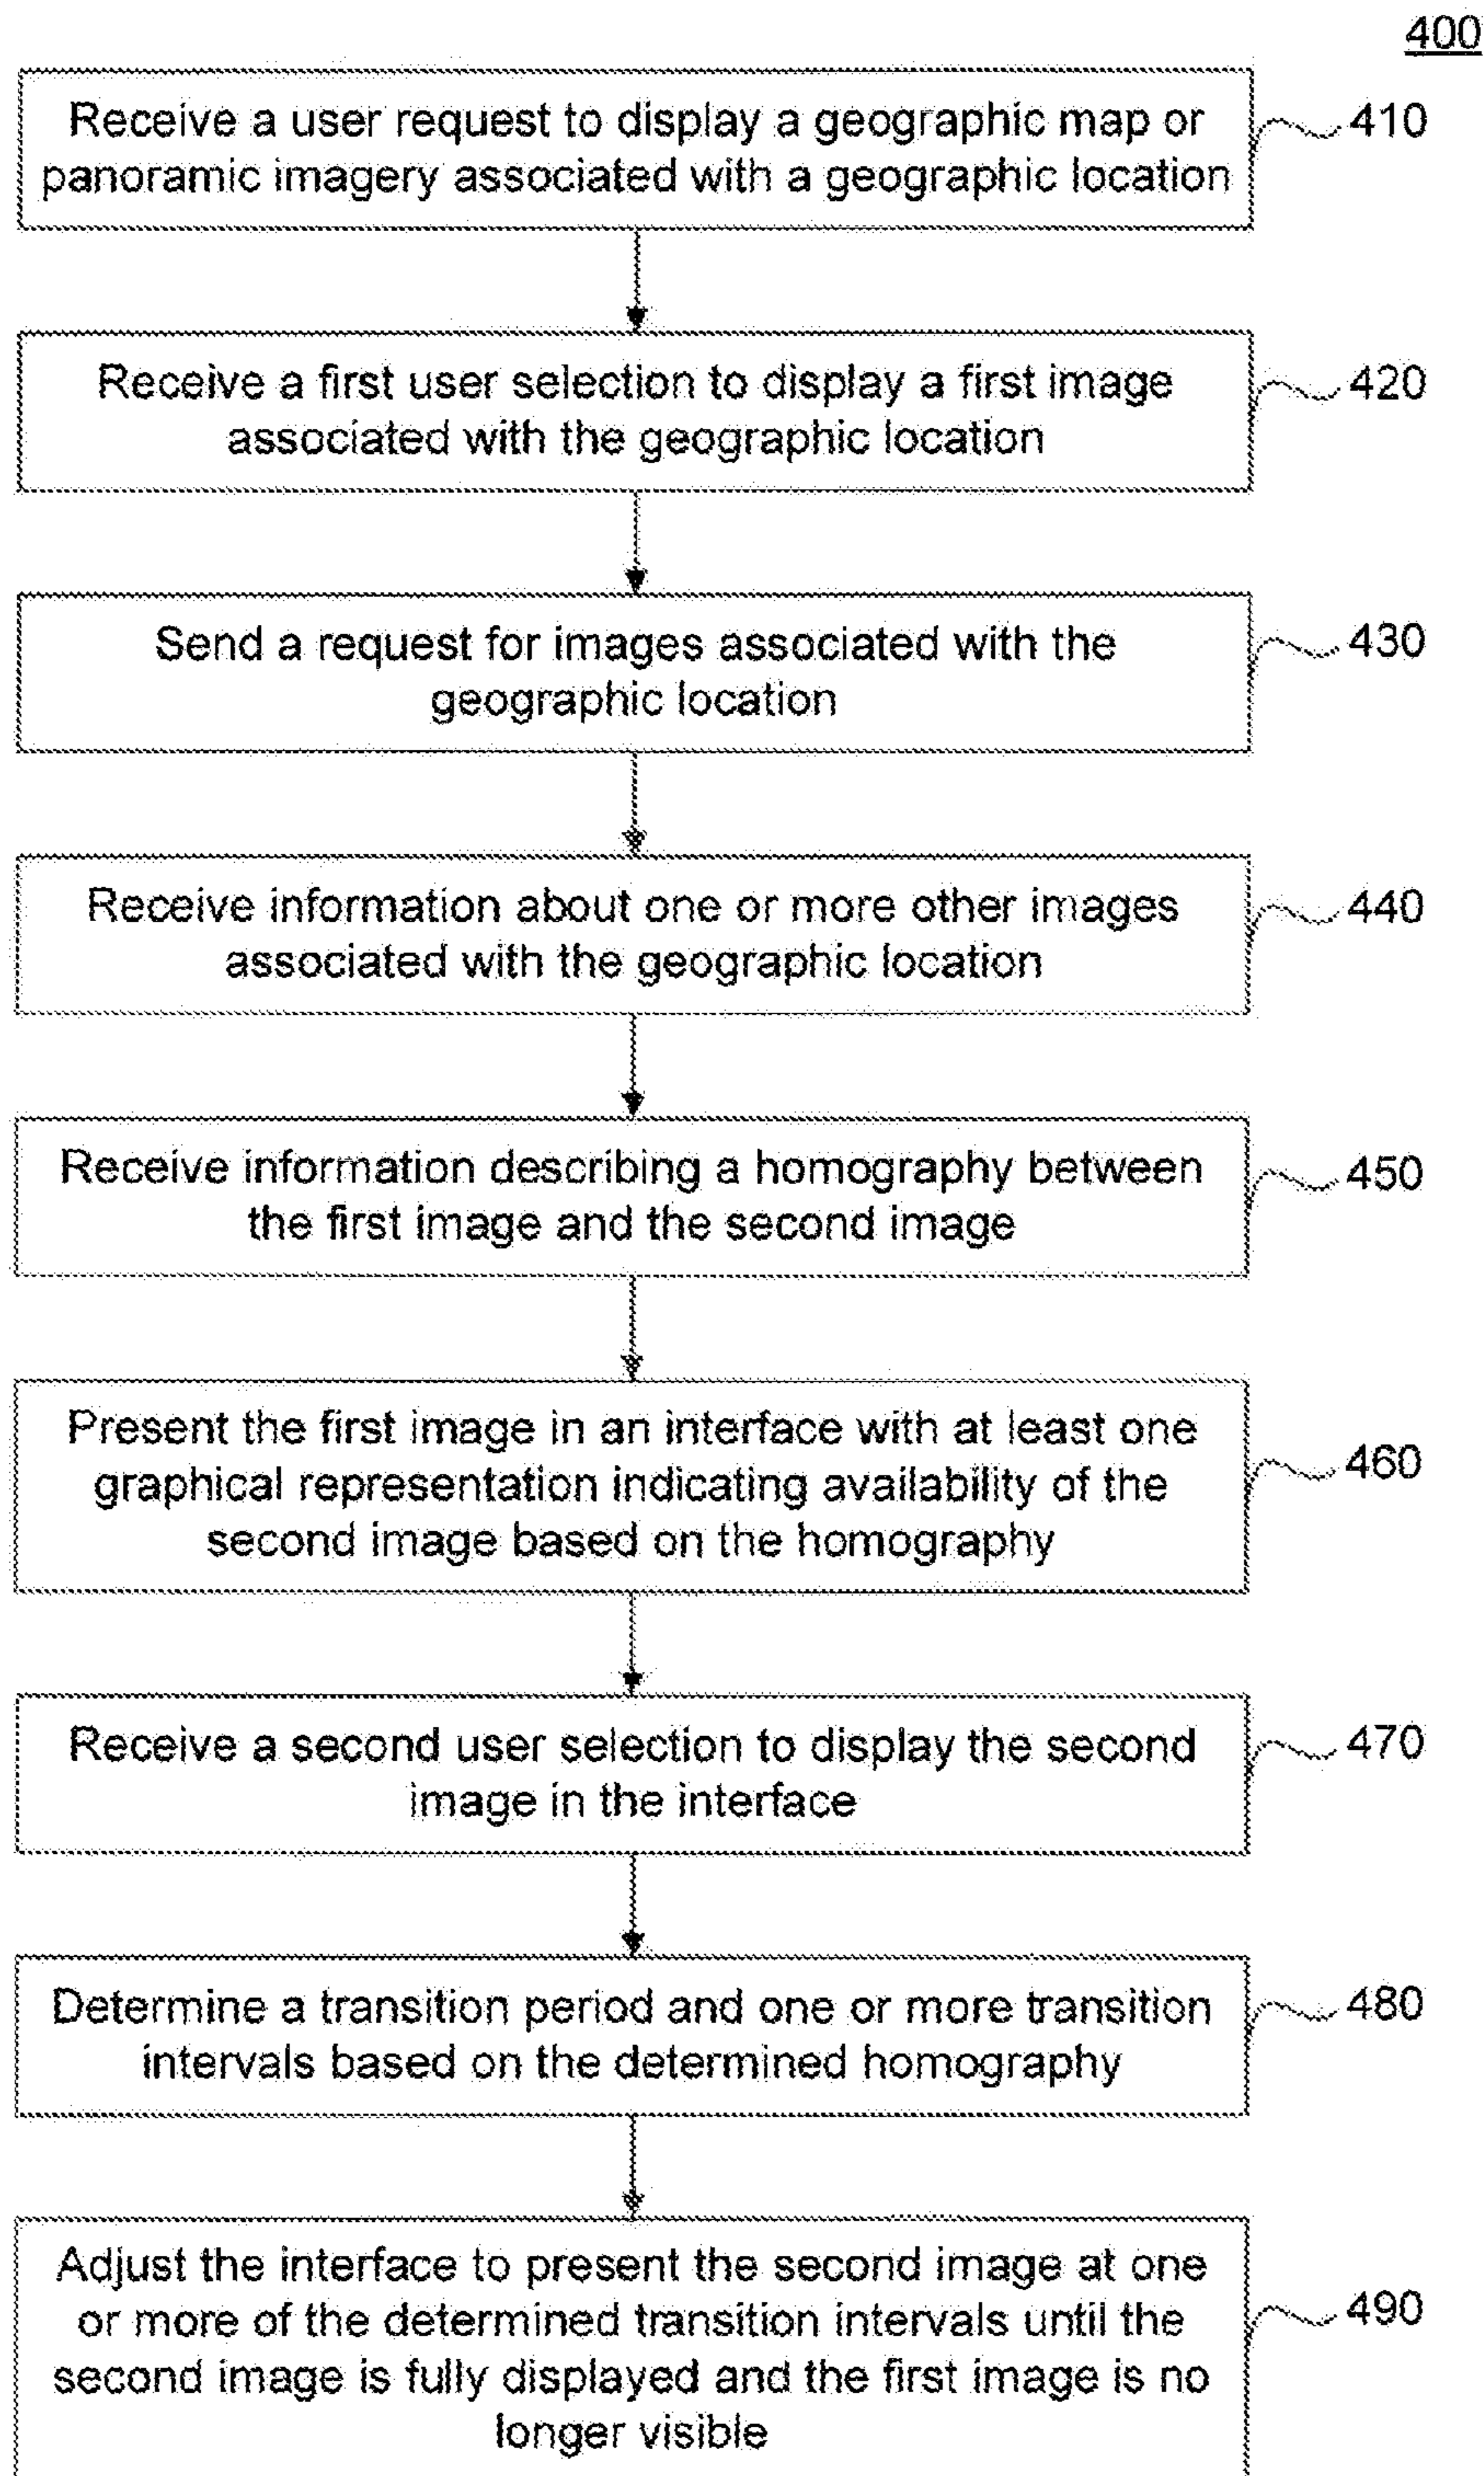 400
Receive a user request to display a geographic map or
panoramic imagery associated with a geographic location
410
Receive a first user selection to display a first image
associated with the geographic location
420
Send a request for images associated with the
geographic location
430
Receive information about one or more other images
associated with the geographic location
440
Receive information describing a homography between
the first image and the second image
450
Present the first image in an interface with at least one
graphical representation indicating availability of the
second image based on the homography
460
Receive a second user selection to display the second
image in the interface
470
Determine a transition period and one or more transition
intervals based on the determined homography
480
Adjust the interface to present the second image at one
or more of the determined transition intervals until the
second image is fully displayed and the first image is no
longer visible
490